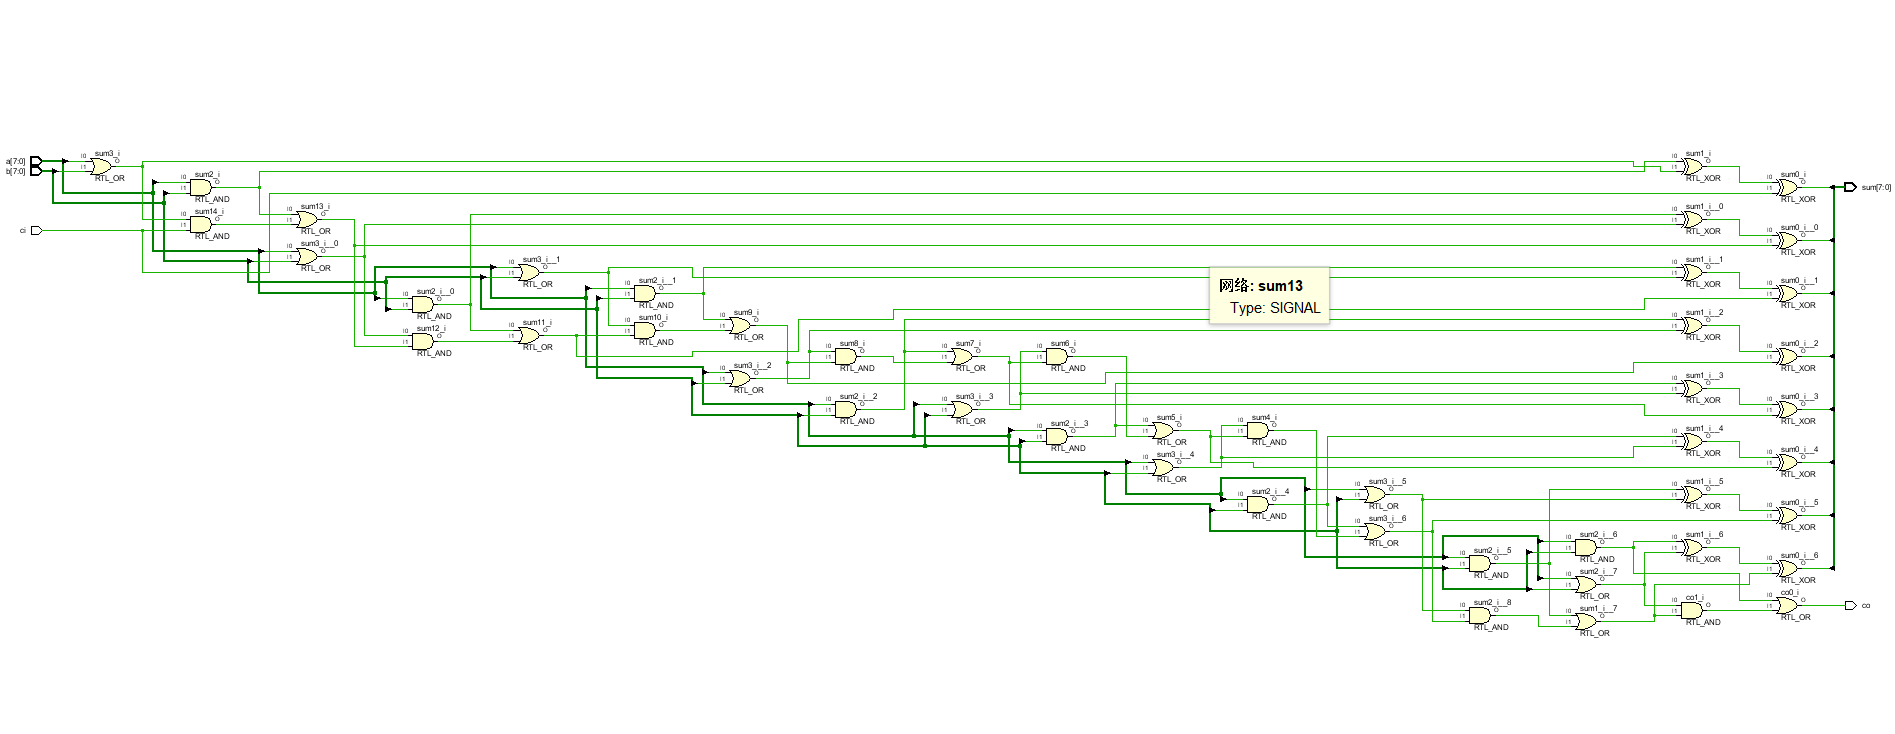 a[7:0]
b[7:0]
ci
sum3_i
RTL_OR
sum2_i
RTL_AND
sum14_i
RTL_AND
sum13_i
RTL_OR
sum3_i__0
RTL_OR
sum2_i__0
RTL_AND
sum12_i
RTL_AND
sum3_i__1
RTL_OR
sum11_i
RTL_OR
sum2_i__1
RTL_AND
sum10_i
RTL_AND
sum9_i
RTL_OR
sum3_i__2
RTL_OR
sum8_i
RTL_AND
sum2_i__2
RTL_AND
sum7_i
RTL_OR
sum3_i__3
RTL_OR
sum6_i
RTL_AND
sum2_i__3
RTL_AND
sum5_i
RTL_OR
sum3_i__4
RTL_OR
sum4_i
RTL_AND
sum2_i__4
RTL_AND
网络: sum13
Type: SIGNAL
sum3_i__5
RTL_OR
sum3_i__6
RTL_OR
sum2_i__5
RTL_AND
sum2_i__8
RTL_AND
sum2_i__6
RTL_AND
sum2_i__7
RTL_OR
sum1_i__7
RTL_OR
sum1_i
RTL_XOR
sum1_i__0
RTL_XOR
sum1_i__1
RTL_XOR
sum1_i__2
RTL_XOR
sum1_i__3
RTL_XOR
sum1_i__4
RTL_XOR
sum1_i__5
RTL_XOR
sum1_i__6
RTL_XOR
co1_i
RTL_AND
sum0_i
RTL_XOR
sum0_i__0
RTL_XOR
sum0_i__1
RTL_XOR
sum0_i__2
RTL_XOR
sum0_i__3
RTL_XOR
sum0_i__4
RTL_XOR
sum0_i__5
RTL_XOR
sum0_i__6
RTL_XOR
co0_i
RTL_OR
sum[7:0]
co